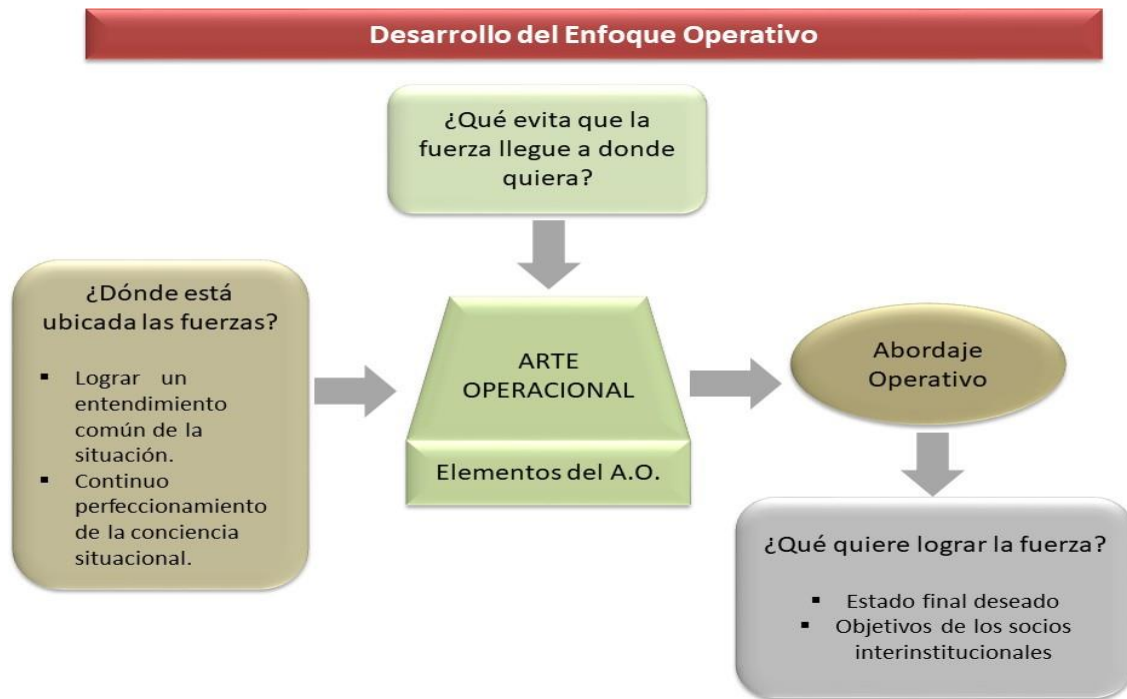 Desarrollo del Enfoque Operativo
¿Qué evita que la
fuerza llegue a donde
quiera?
¿Dónde está
ubicada las fuerzas?
▪ Lograr un
entendimiento
común de la
situación.
▪ Continuo
perfeccionamiento
de la conciencia
situacional.
ARTE
OPERACIONAL
Elementos del A.O.
Abordaje
Operativo
¿Qué quiere lograr la fuerza?
▪ Estado final deseado
▪ Objetivos de los socios
interinstitucionales